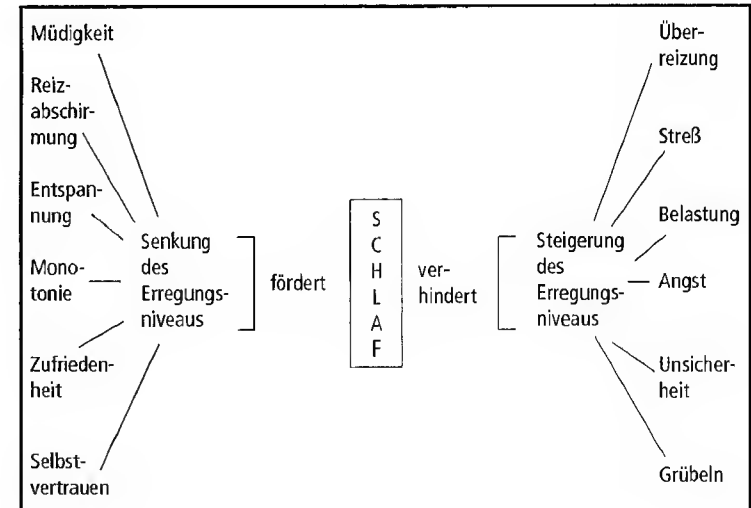 Müdigkeit
Reiz-
abschir-
mung
Entspan-
nung
Mono-
tonie
Zufrieden-
heit
Selbst-
vertrauen
Senkung
des
Erregungs-
niveaus
fördert
S
C
H
L
A
F
ver-
hindert
Steigerung
des
Erregungs-
niveaus
Über-
reizung
Streß
Belastung
Angst
Unsicher-
heit
Grübeln